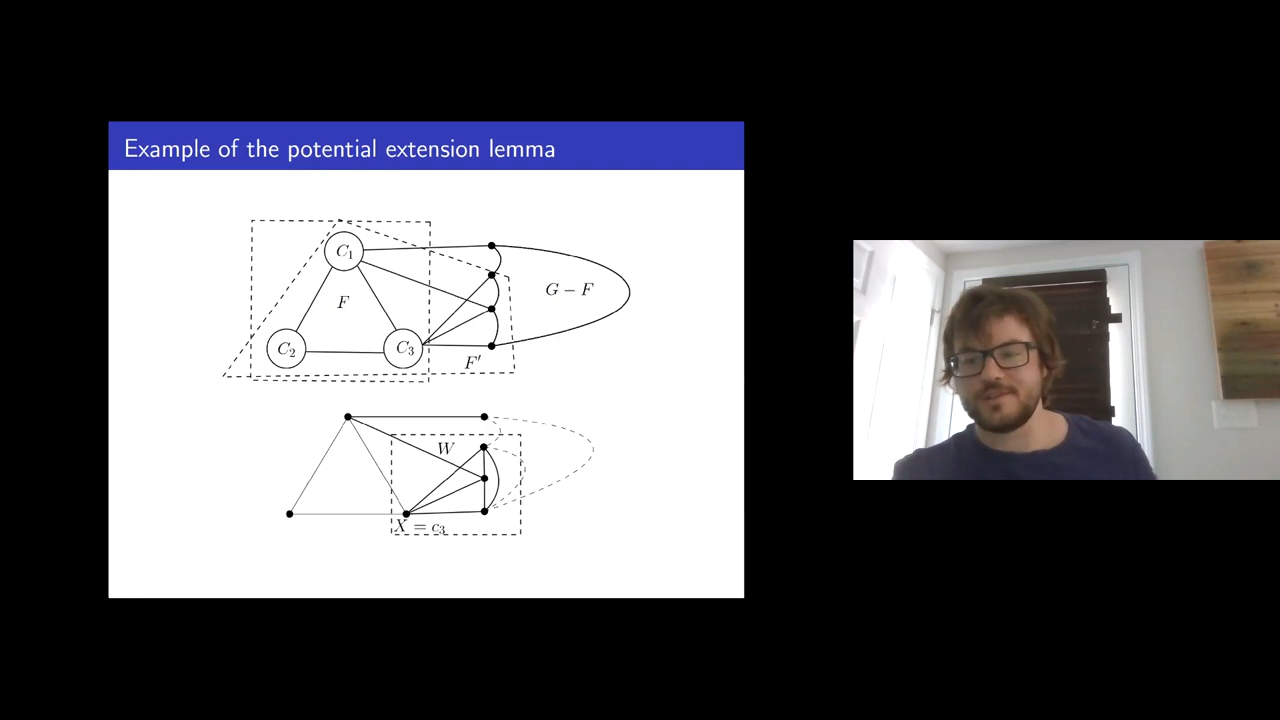 Example of the potential extension lemma
C₁
F
G − F
C₂
C₃
F′
W
X = c₃